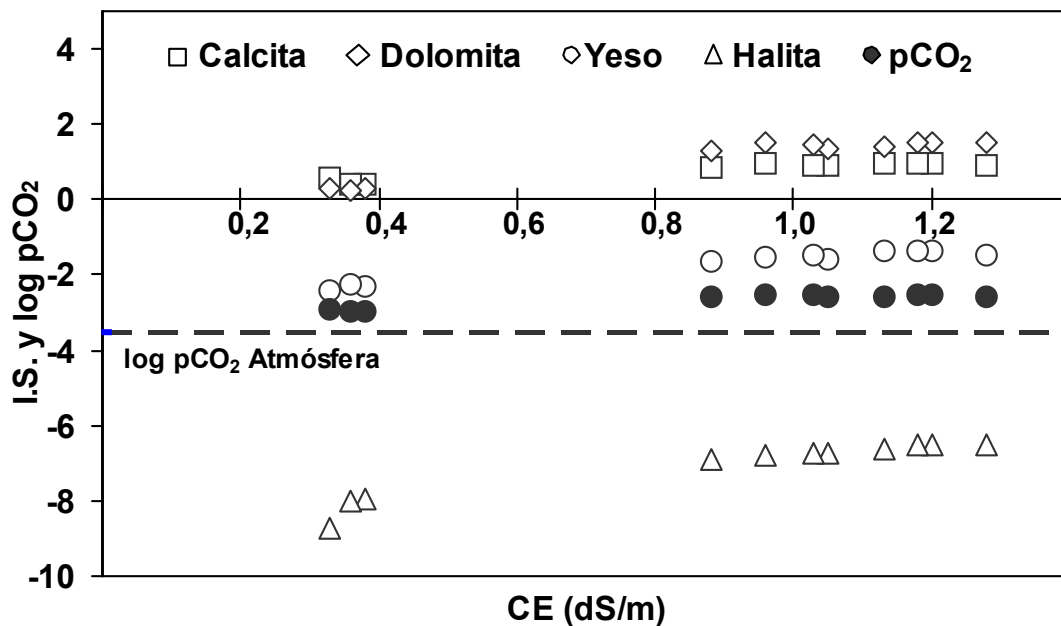 4
Calcita Dolomita Yeso Halita pCO₂
2
0
0,2 0,4 0,6 0,8 1,0 1,2
-2
-4
log pCO₂ Atmósfera
-6
-8
-10
I.S. y log pCO₂
CE (dS/m)